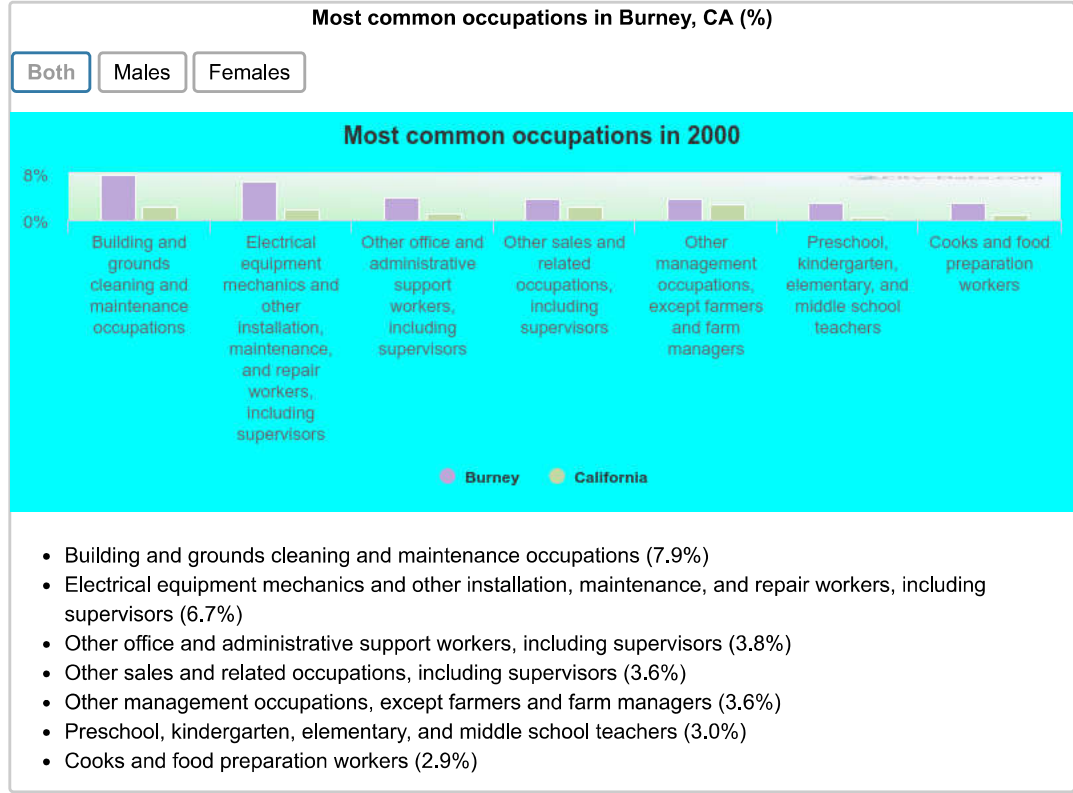 Most common occupations in Burney, CA (%)
Both Males Females
Most common occupations in 2000
8%
City-Data.com
0%
Building and
grounds
cleaning and
maintenance
occupations
Electrical
equipment
mechanics and
other
installation,
maintenance,
and repair
workers,
including
supervisors
Other office and
administrative
support
workers,
including
supervisors
Other sales and
related
occupations,
including
supervisors
Other
management
occupations,
except farmers
and farm
managers
Preschool,
kindergarten,
elementary, and
middle school
teachers
Cooks and food
preparation
workers
Burney California
• Building and grounds cleaning and maintenance occupations (7.9%)
• Electrical equipment mechanics and other installation, maintenance, and repair workers, including
supervisors (6.7%)
• Other office and administrative support workers, including supervisors (3.8%)
• Other sales and related occupations, including supervisors (3.6%)
• Other management occupations, except farmers and farm managers (3.6%)
• Preschool, kindergarten, elementary, and middle school teachers (3.0%)
• Cooks and food preparation workers (2.9%)